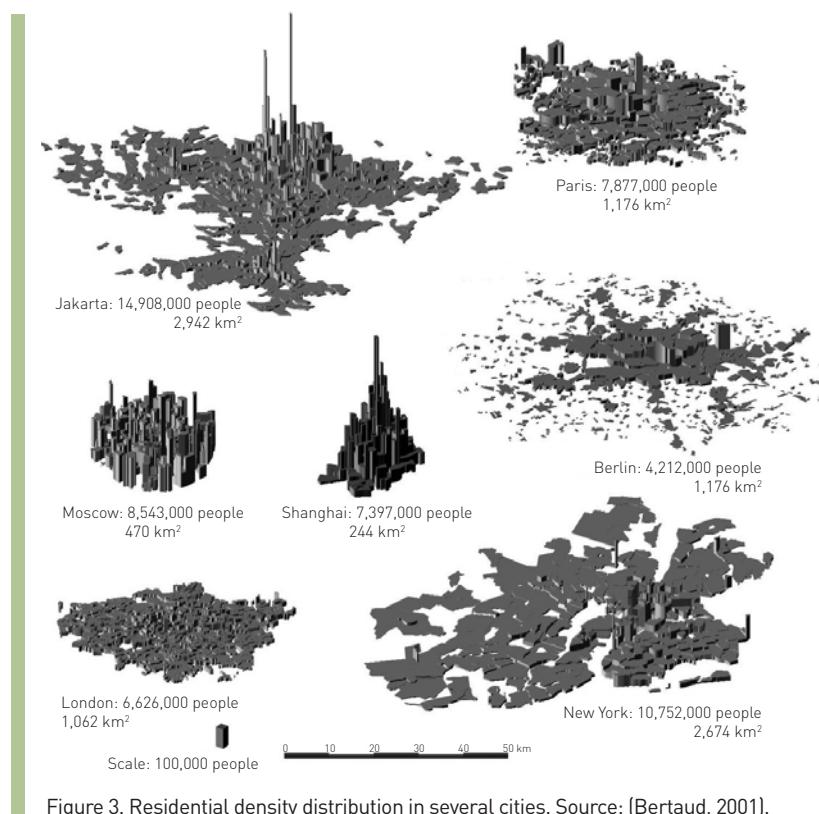 Paris: 7,877,000 people
1,176 km²
Jakarta: 14,908,000 people
2,942 km²
Berlin: 4,212,000 people
1,176 km²
Moscow: 8,543,000 people
470 km²
Shanghai: 7,397,000 people
244 km²
London: 6,626,000 people
1,062 km²
New York: 10,752,000 people
2,674 km²
Scale: 100,000 people
0 10 20 30 40 50 km
Figure 3. Residential density distribution in several cities. Source: (Bertaud, 2001).